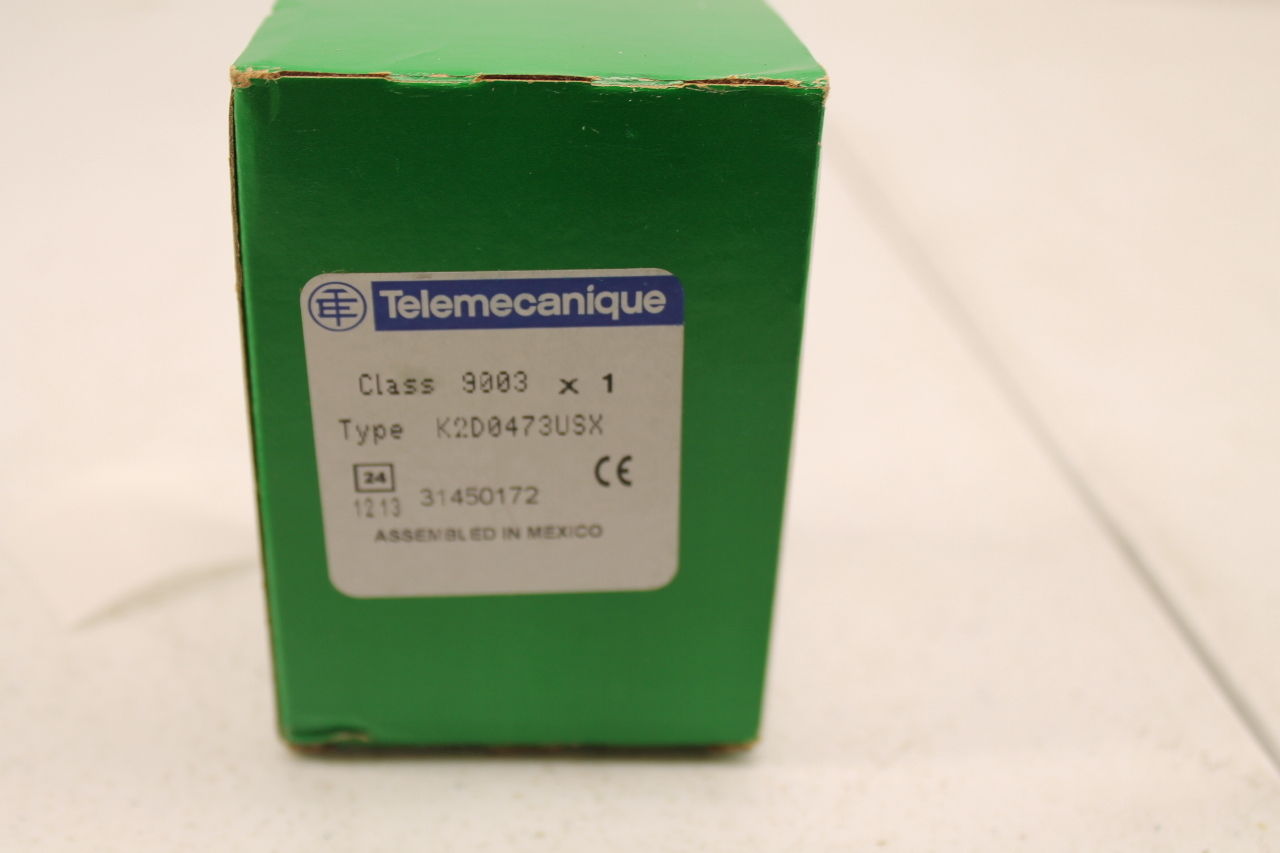 Telemecanique
Class 9003 x 1
Type K2D0473USX
24 CE
1213 31450172
ASSEMBLED IN MEXICO